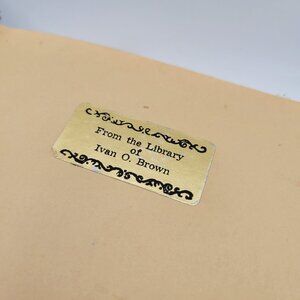 From the Library
of
Ivan O. Brown